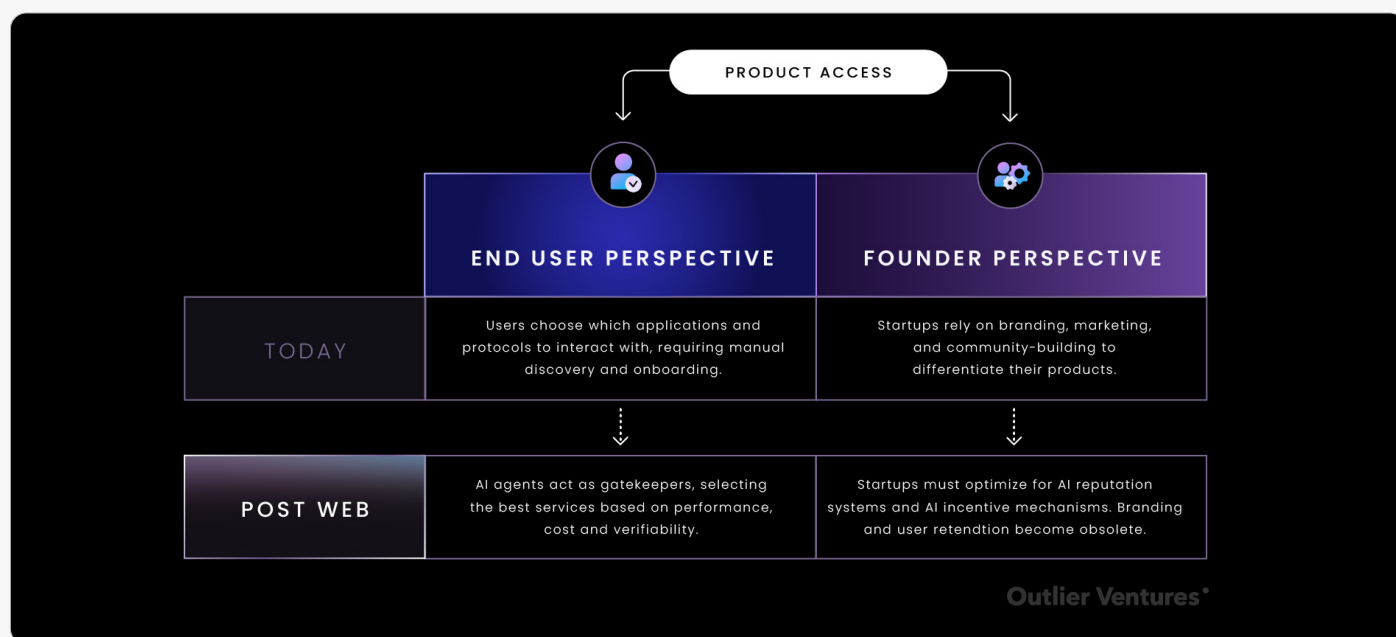 PRODUCT ACCESS
END USER PERSPECTIVE
FOUNDER PERSPECTIVE
TODAY
Users choose which applications and
protocols to interact with, requiring manual
discovery and onboarding.
Startups rely on branding, marketing,
and community-building to
differentiate their products.
POST WEB
AI agents act as gatekeepers, selecting
the best services based on performance,
cost and verifiability.
Startups must optimize for AI reputation
systems and AI incentive mechanisms. Branding
and user retendtion become obsolete.
Outlier Ventures